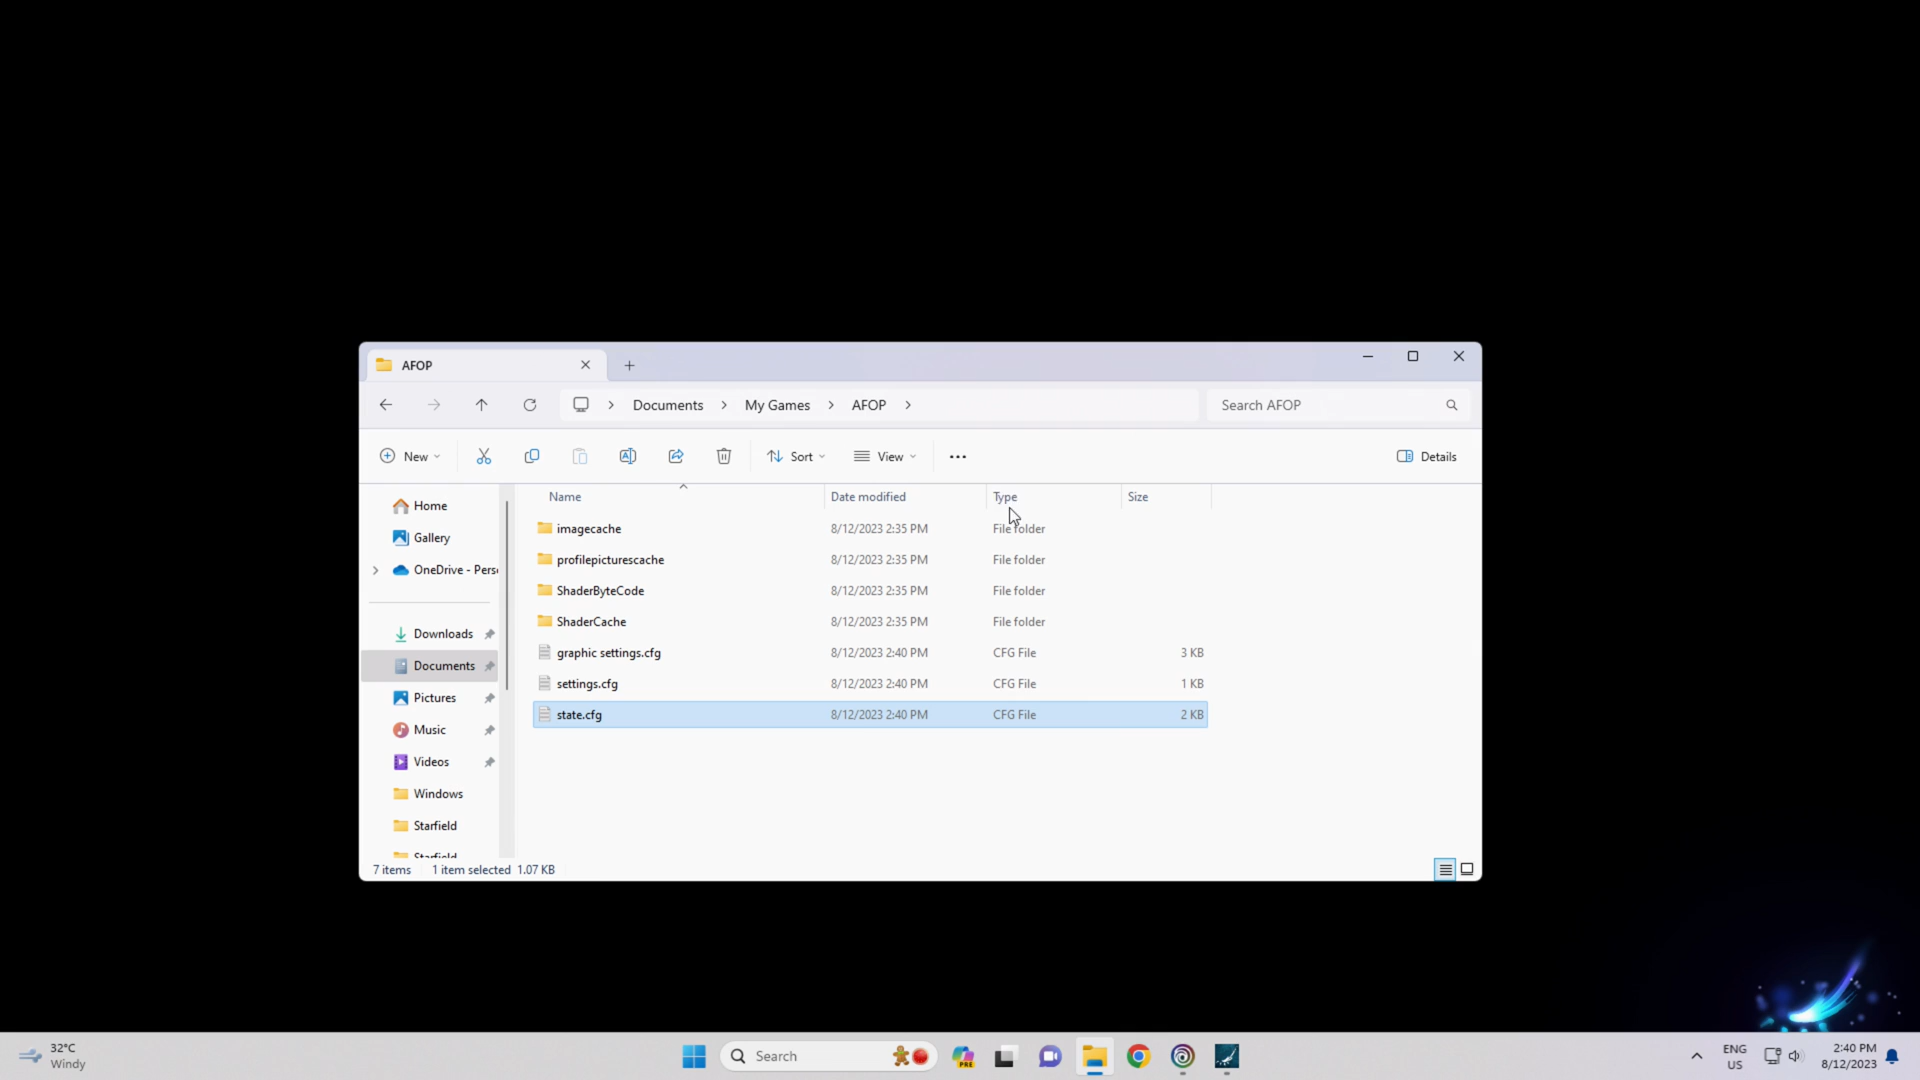 AFOP
Documents
My Games
AFOP
Search AFOP
New
Sort
View
Details
Name
Date modified
Type
Size
Home
Gallery
OneDrive - Pers
Downloads
Documents
Pictures
Music
Videos
Windows
Starfield
Starfield
imagecache 8/12/2023 2:35 PM File folder
profilepicturescache 8/12/2023 2:35 PM File folder
ShaderByteCode 8/12/2023 2:35 PM File folder
ShaderCache 8/12/2023 2:35 PM File folder
graphic settings.cfg 8/12/2023 2:40 PM CFG File 3 KB
settings.cfg 8/12/2023 2:40 PM CFG File 1 KB
state.cfg 8/12/2023 2:40 PM CFG File 2 KB
7 items 1 item selected 1.07 KB
32°C
Windy
Search
PRE
ENG
US
2:40 PM
8/12/2023